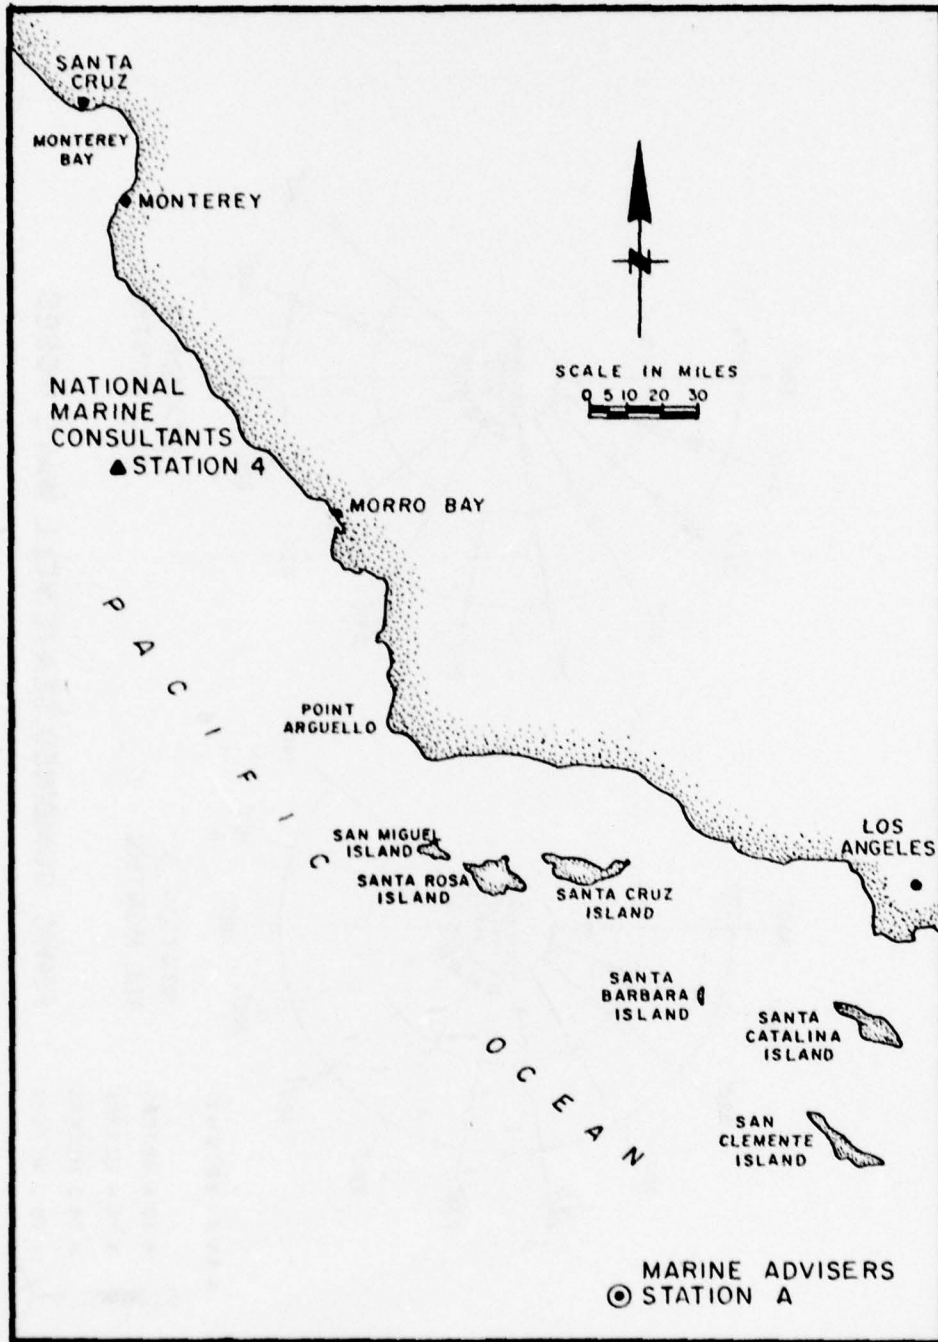 SANTA
CRUZ
MONTEREY
BAY
MONTEREY
N
SCALE IN MILES
0 5 10 20 30
NATIONAL
MARINE
CONSULTANTS
STATION 4
MORRO BAY
PACIFIC
POINT
ARGUELLO
LOS
ANGELES
SAN MIGUEL
ISLAND
SANTA ROSA
ISLAND
SANTA CRUZ
ISLAND
SANTA
BARBARA
ISLAND
SANTA
CATALINA
ISLAND
OCEAN
SAN
CLEMENTE
ISLAND
MARINE ADVISERS
STATION A